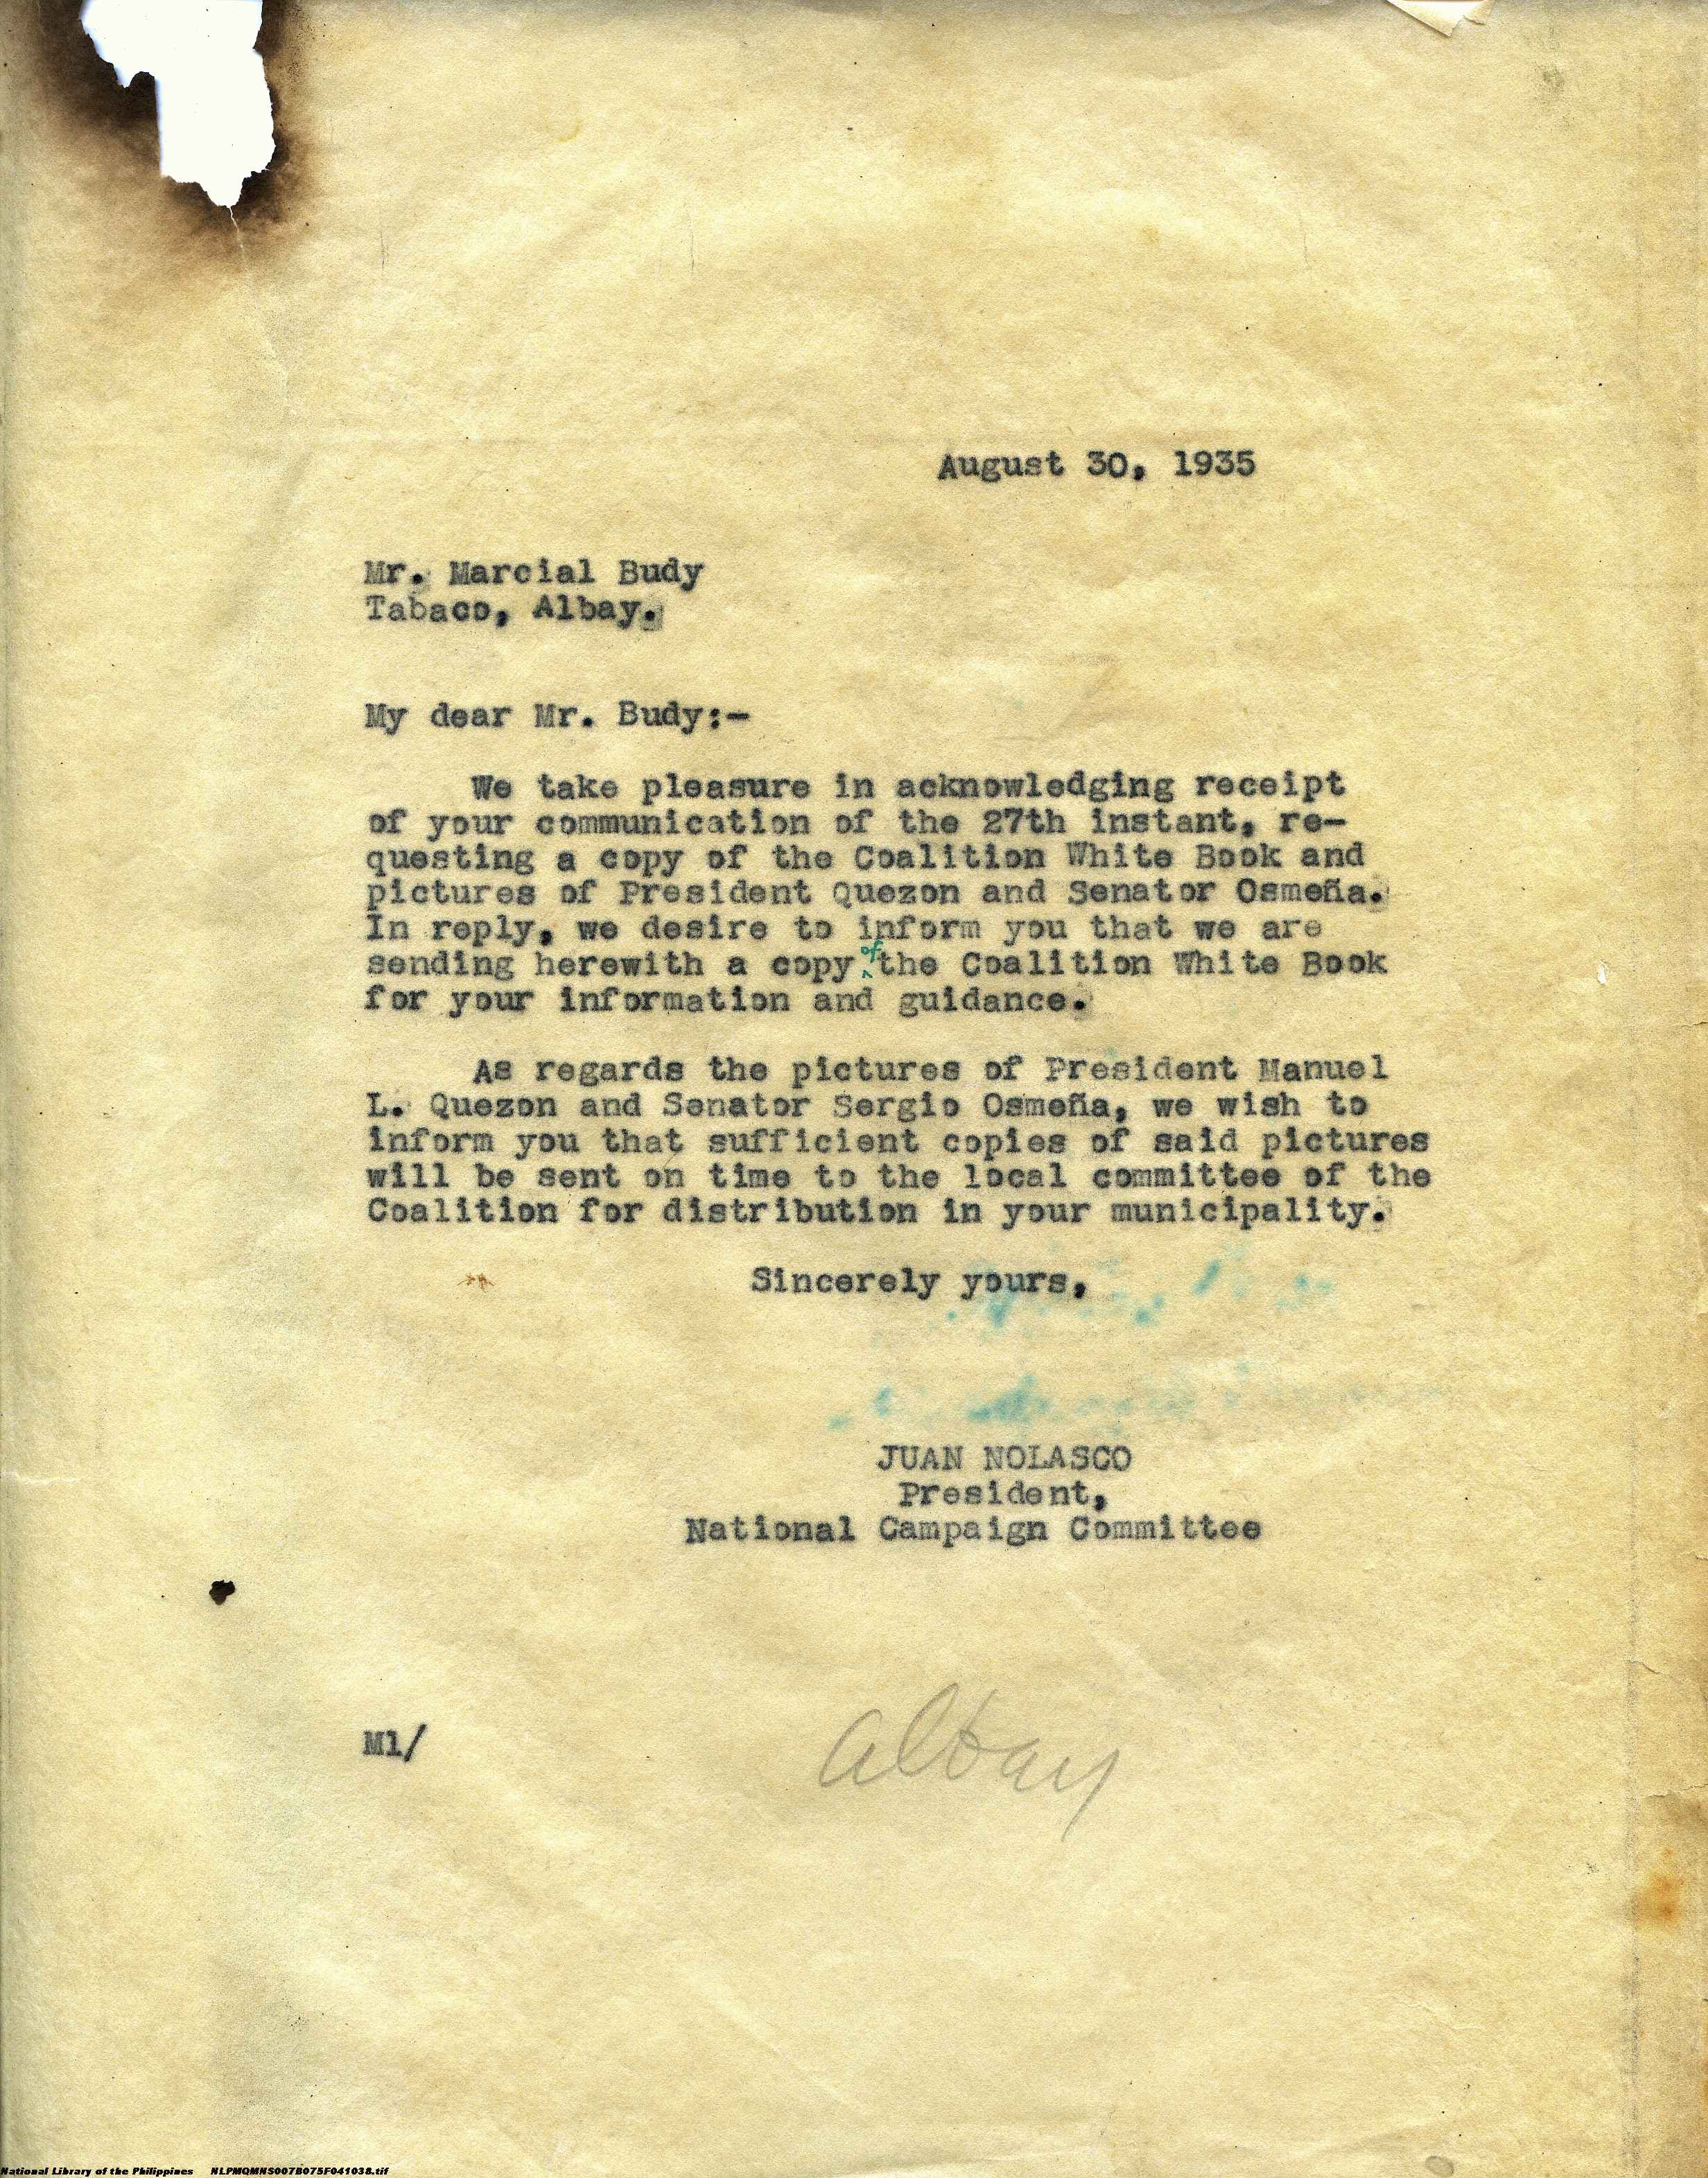 August 30, 1935
Mr. Marcial Budy
Tabaco, Albay.
My dear Mr. Budy:-
We take pleasure in acknowledging receipt
of your communication of the 27th instant, re-
questing a copy of the Coalition White Book and
pictures of President Quezon and Senator Osmeña.
In reply, we desire to inform you that we are
sending herewith a copy of the Coalition White Book
for your information and guidance.
As regards the pictures of President Manuel
L. Quezon and Senator Sergio Osmeña, we wish to
inform you that sufficient copies of said pictures
will be sent on time to the local committee of the
Coalition for distribution in your municipality.
Sincerely yours,
JUAN NOLASCO
President,
National Campaign Committee
Ml/
Albay
National Library of the Philippines NLPMQMNS007B075F041038.tif